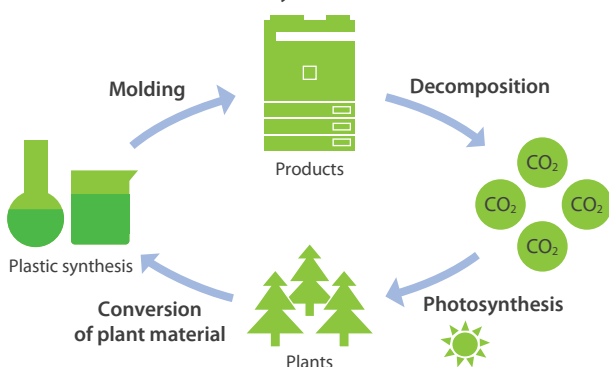 Molding
Decomposition
Products
CO₂
CO₂
CO₂
CO₂
Plastic synthesis
Photosynthesis
Conversion
of plant material
Plants